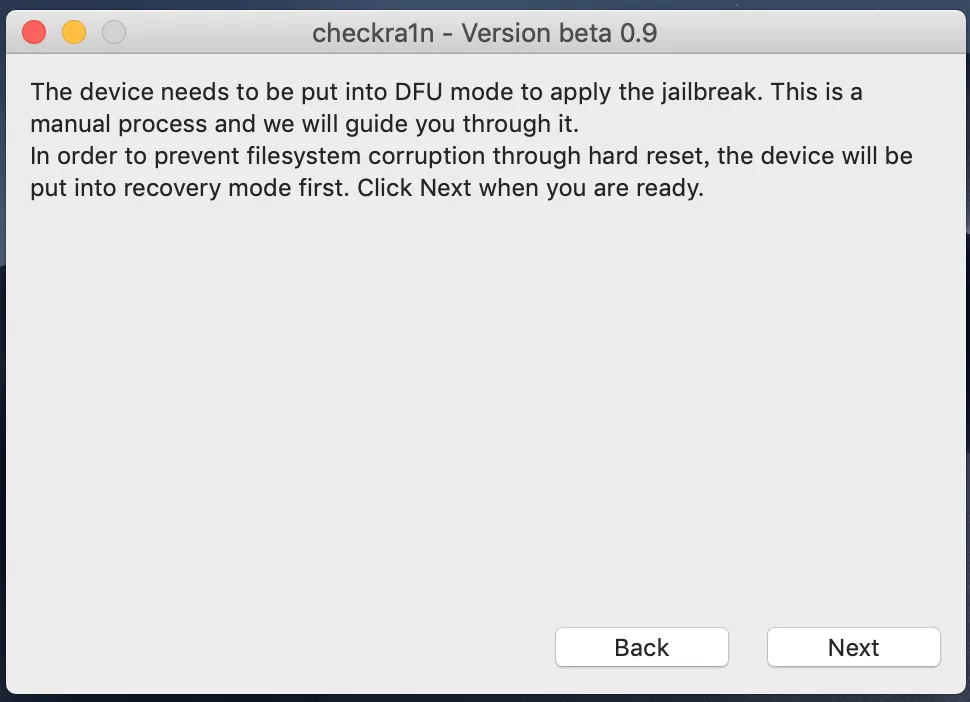 checkra1n - Version beta 0.9
The device needs to be put into DFU mode to apply the jailbreak. This is a
manual process and we will guide you through it.
In order to prevent filesystem corruption through hard reset, the device will be
put into recovery mode first. Click Next when you are ready.
Back
Next